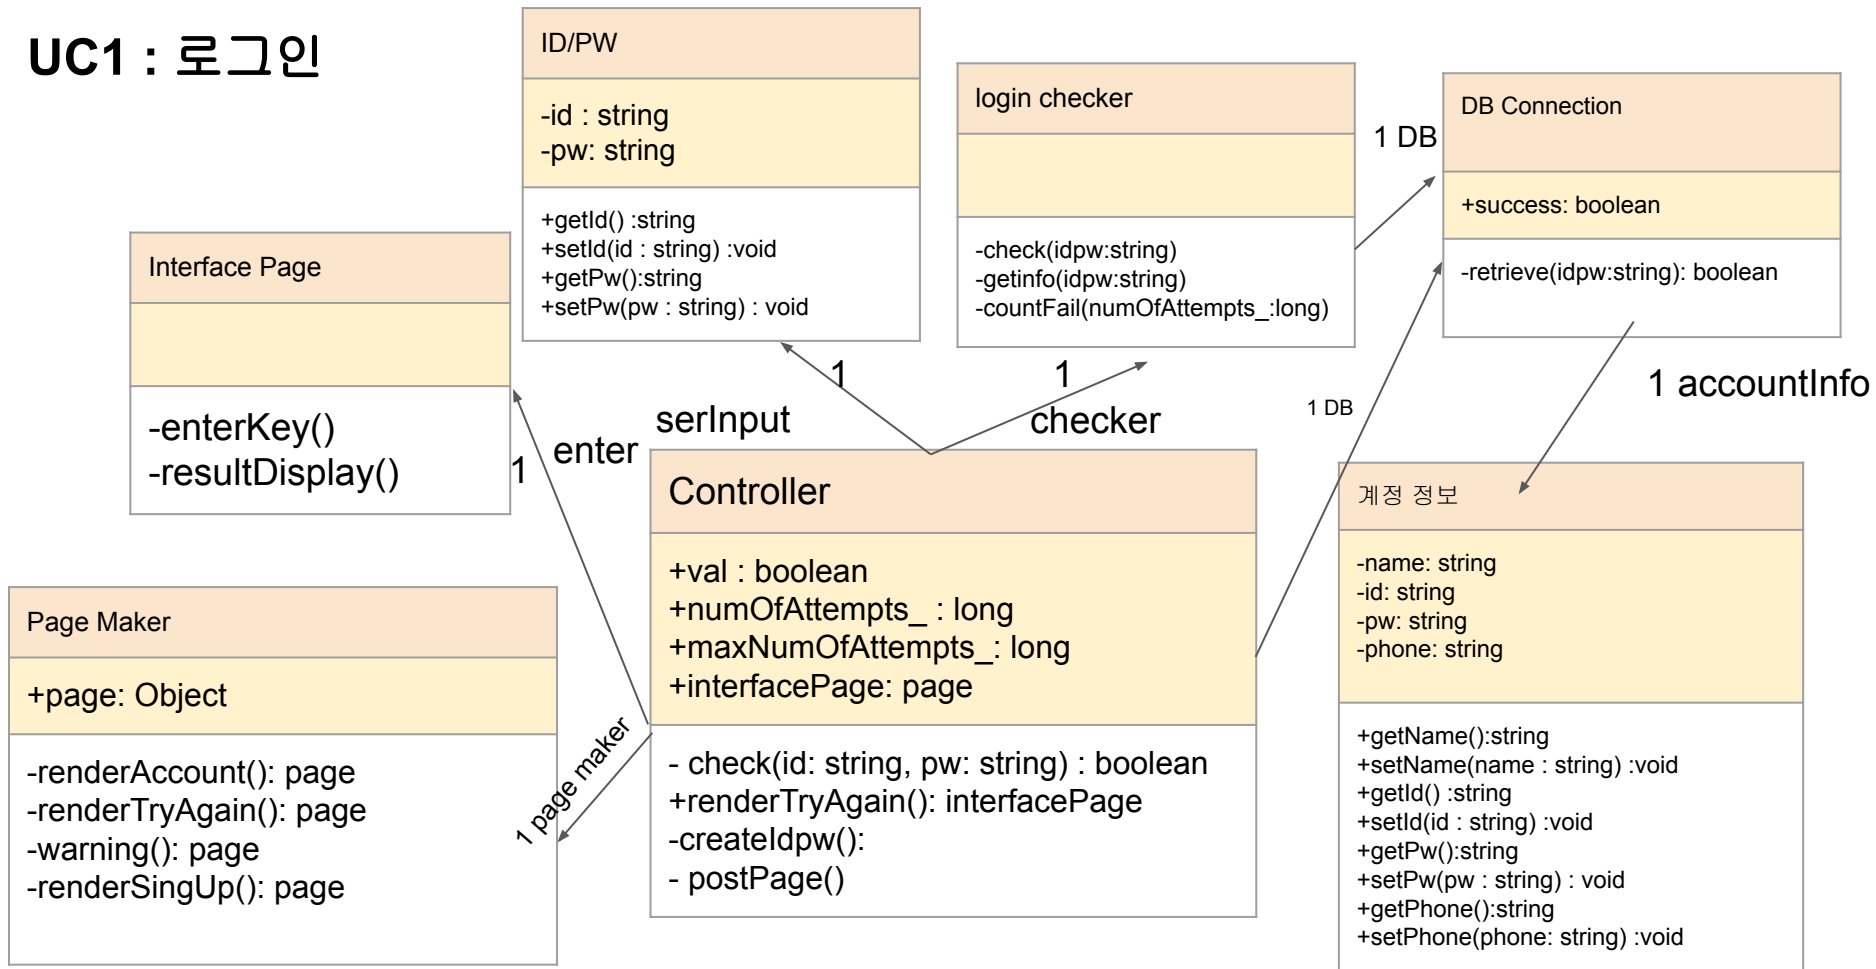 UC1 : 로그인
ID/PW
-id : string
-pw: string
+getId() :string
+setId(id : string) :void
+getPw():string
+setPw(pw : string) : void
login checker
-check(idpw:string)
-getinfo(idpw:string)
-countFail(numOfAttempts_:long)
1 DB
DB Connection
+success: boolean
-retrieve(idpw:string): boolean
Interface Page
-enterKey()
-resultDisplay()
1
enter
1
serInput
1
checker
1 DB
1 accountInfo
Controller
+val : boolean
+numOfAttempts_ : long
+maxNumOfAttempts_: long
+interfacePage: page
- check(id: string, pw: string) : boolean
+renderTryAgain(): interfacePage
-createIdpw():
- postPage()
1 page maker
Page Maker
+page: Object
-renderAccount(): page
-renderTryAgain(): page
-warning(): page
-renderSingUp(): page
계정 정보
-name: string
-id: string
-pw: string
-phone: string
+getName():string
+setName(name : string) :void
+getId() :string
+setId(id : string) :void
+getPw():string
+setPw(pw : string) : void
+getPhone():string
+setPhone(phone: string) :void